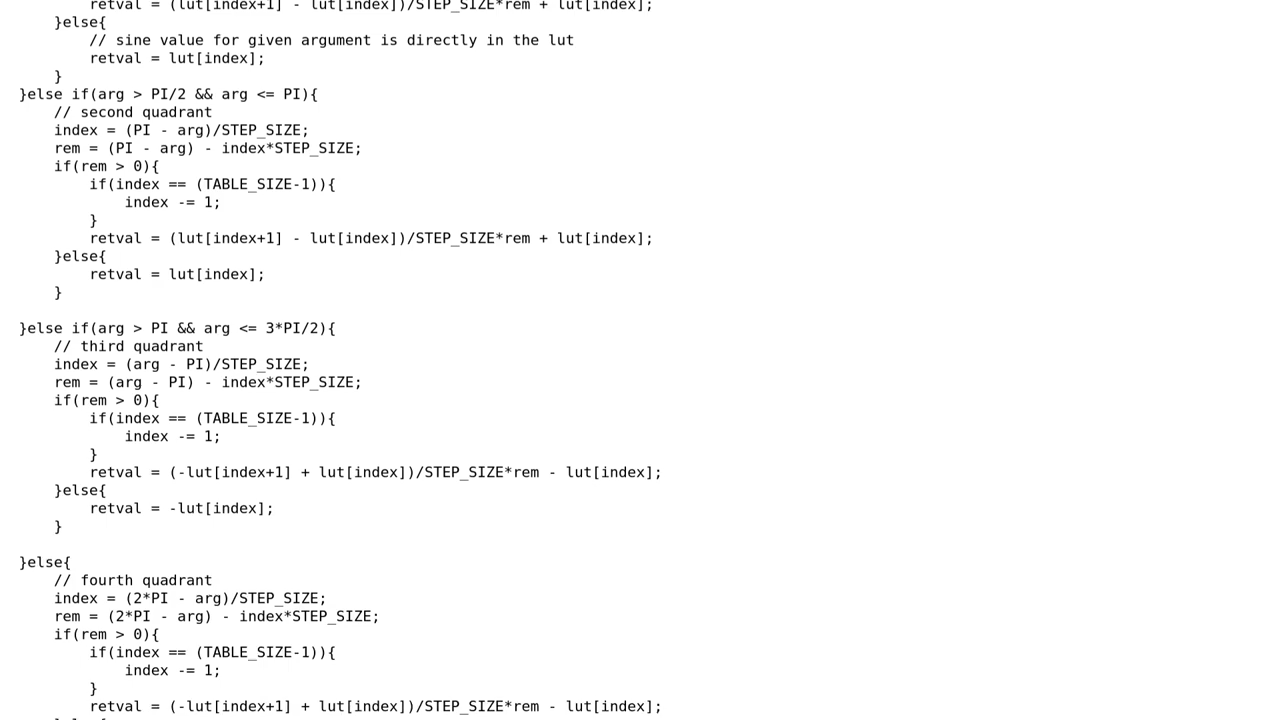 retval = (lut[index+1] - lut[index])/STEP_SIZE*rem + lut[index];
    }else{
        // sine value for given argument is directly in the lut
        retval = lut[index];
    }
}else if(arg > PI/2 && arg <= PI){
    // second quadrant
    index = (PI - arg)/STEP_SIZE;
    rem = (PI - arg) - index*STEP_SIZE;
    if(rem > 0){
        if(index == (TABLE_SIZE-1)){
            index -= 1;
        }
        retval = (lut[index+1] - lut[index])/STEP_SIZE*rem + lut[index];
    }else{
        retval = lut[index];
    }
}else if(arg > PI && arg <= 3*PI/2){
    // third quadrant
    index = (arg - PI)/STEP_SIZE;
    rem = (arg - PI) - index*STEP_SIZE;
    if(rem > 0){
        if(index == (TABLE_SIZE-1)){
            index -= 1;
        }
        retval = (-lut[index+1] + lut[index])/STEP_SIZE*rem - lut[index];
    }else{
        retval = -lut[index];
    }
}else{
    // fourth quadrant
    index = (2*PI - arg)/STEP_SIZE;
    rem = (2*PI - arg) - index*STEP_SIZE;
    if(rem > 0){
        if(index == (TABLE_SIZE-1)){
            index -= 1;
        }
        retval = (-lut[index+1] + lut[index])/STEP_SIZE*rem - lut[index];